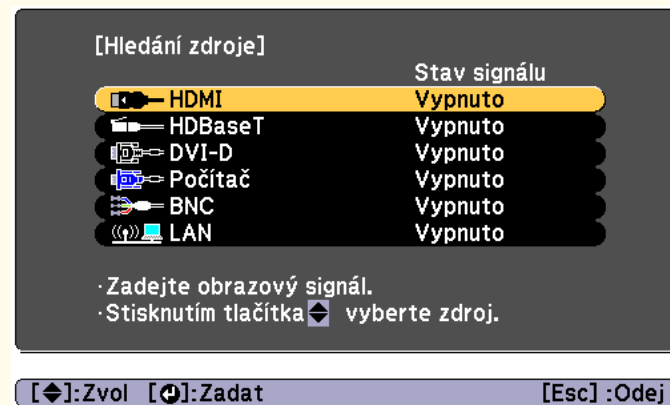 [Hledání zdroje]
Stav signálu
HDMI Vypnuto
HDBaseT Vypnuto
DVI-D Vypnuto
Počítač Vypnuto
BNC Vypnuto
LAN Vypnuto
·Zadejte obrazový signál.
·Stisknutím tlačítka vyberte zdroj.
[◆]:Zvol [↵]:Zadat [Esc] :Odej